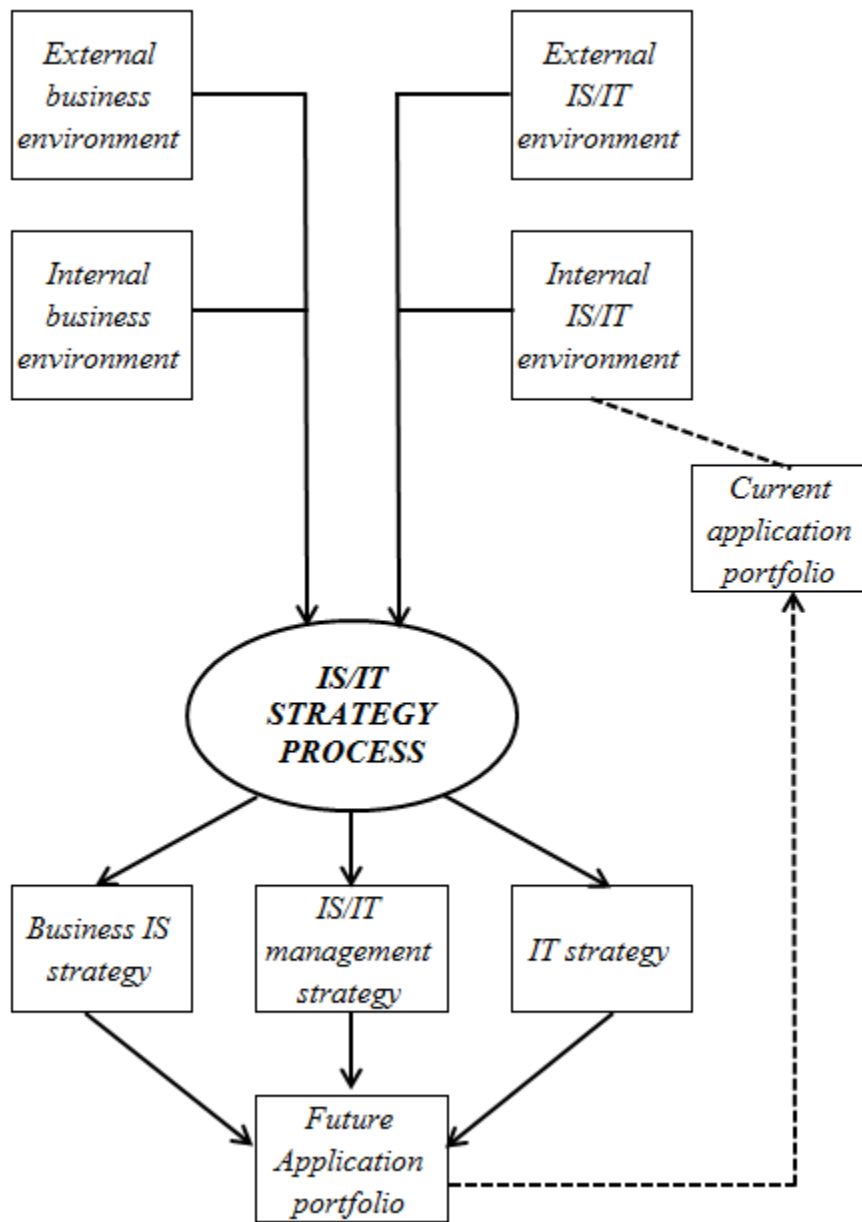 External
business
environment
External
IS/IT
environment
Internal
business
environment
Internal
IS/IT
environment
Current
application
portfolio
IS/IT
STRATEGY
PROCESS
Business IS
strategy
IS/IT
management
strategy
IT strategy
Future
Application
portfolio